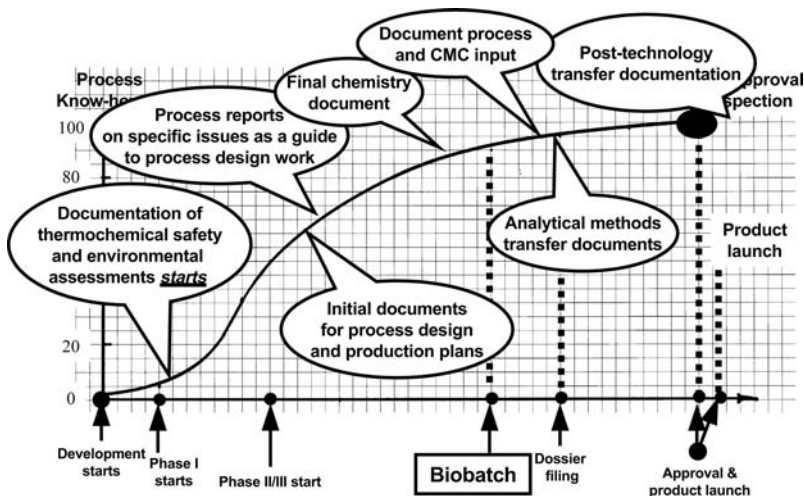 Document process
and CMC input
Post-technology
transfer documentation
Process
Final chemistry
document
Process reports
on specific issues as a guide
to process design work
100
80
Documentation of
thermochemical safety
and environmental
assessments starts
Analytical methods
transfer documents
Product
launch
Initial documents
for process design
and production plans
20
0
Development
starts
Phase I
starts
Phase II/III start
Biobatch
Dossier
filing
Approval &
product launch